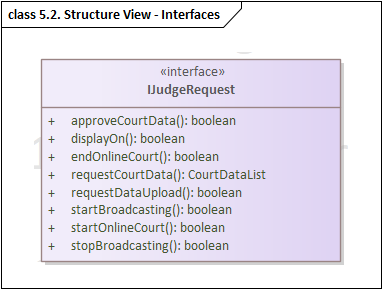 class 5.2. Structure View - Interfaces
«interface»
IJudgeRequest
+ approveCourtData(): boolean
+ displayOn(): boolean
+ endOnlineCourt(): boolean
+ requestCourtData(): CourtDataList
+ requestDataUpload(): boolean
+ startBroadcasting(): boolean
+ startOnlineCourt(): boolean
+ stopBroadcasting(): boolean